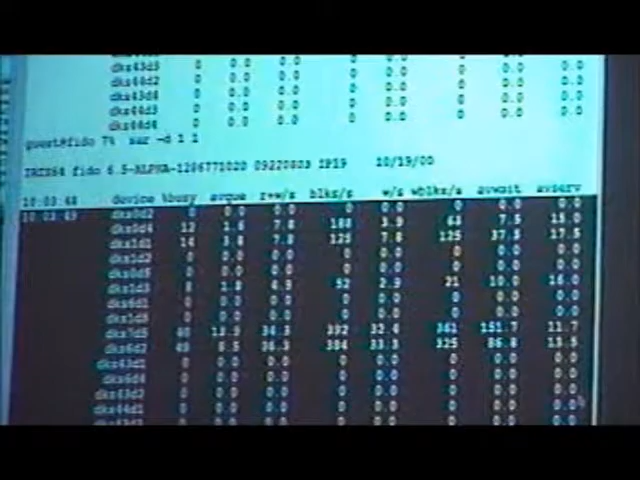 dks43d3 0 0.0 0.0 0 0.0 0 0.0 0.0
dks44d2 0 0.0 0.0 0 0.0 0 0.0 0.0
dks43d4 0 0.0 0.0 0 0.0 0 0.0 0.0
dks44d3 0 0.0 0.0 0 0.0 0 0.0 0.0
dks44d4 0 0.0 0.0 0 0.0 0 0.0 0.0
guest@fido 7% sar -d 1 1
IRIX64 fido 6.5-ALPHA-1286771020 09220803 IP19 10/19/00
10:03:48 device %busy avque r+w/s blks/s w/s wblks/s avwait avserv
10:03:49 dks0d2 0 0.0 0.0 0 0.0 0 0.0 0.0
dks0d4 12 1.6 7.8 188 3.9 63 7.5 15.0
dks1d1 14 3.8 7.8 125 7.8 125 37.5 17.5
dks1d2 0 0.0 0.0 0 0.0 0 0.0 0.0
dks0d5 0 0.0 0.0 0 0.0 0 0.0 0.0
dks1d3 8 1.8 4.9 52 2.9 21 10.0 16.0
dks6d1 0 0.0 0.0 0 0.0 0 0.0 0.0
0 0.0 0.0 0 0.0 0 0.0 0.0
dks7d5 13.9 34.3 392 32.4 361 151.7 11.7
dks6d2 6.5 36.3 394 33.3 325 86.8 13.5
dks43d1 0 0.0 0.0 0 0.0 0 0.0 0.0
dks6d4 0 0.0 0.0 0 0.0 0 0.0 0.0
dks43d2 0 0.0 0.0 0 0.0 0 0.0 0.0
dks44d1 0 0.0 0.0 0 0.0 0 0.0 0.0